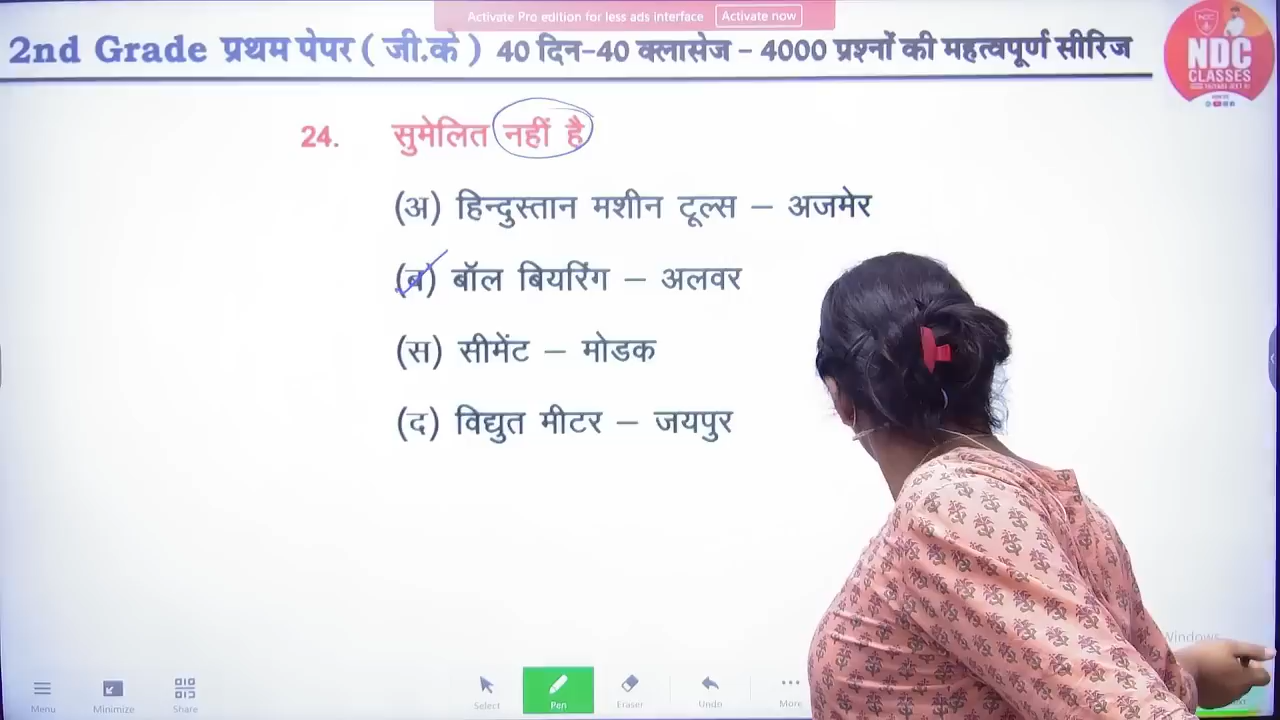 Activate Pro edition for less ads interface Activate now
2nd Grade प्रथम पेपर ( जी.के ) 40 दिन-40 क्लासेज – 4000 प्रश्नों की महत्वपूर्ण सीरिज
NDC
CLASSES
24. सुमेलित नहीं है
(अ) हिन्दुस्तान मशीन टूल्स – अजमेर
(ब) बॉल बियरिंग – अलवर
(स) सीमेंट – मोडक
(द) विद्युत मीटर – जयपुर
Windows
Menu Minimize Share Select Pen Eraser Undo More